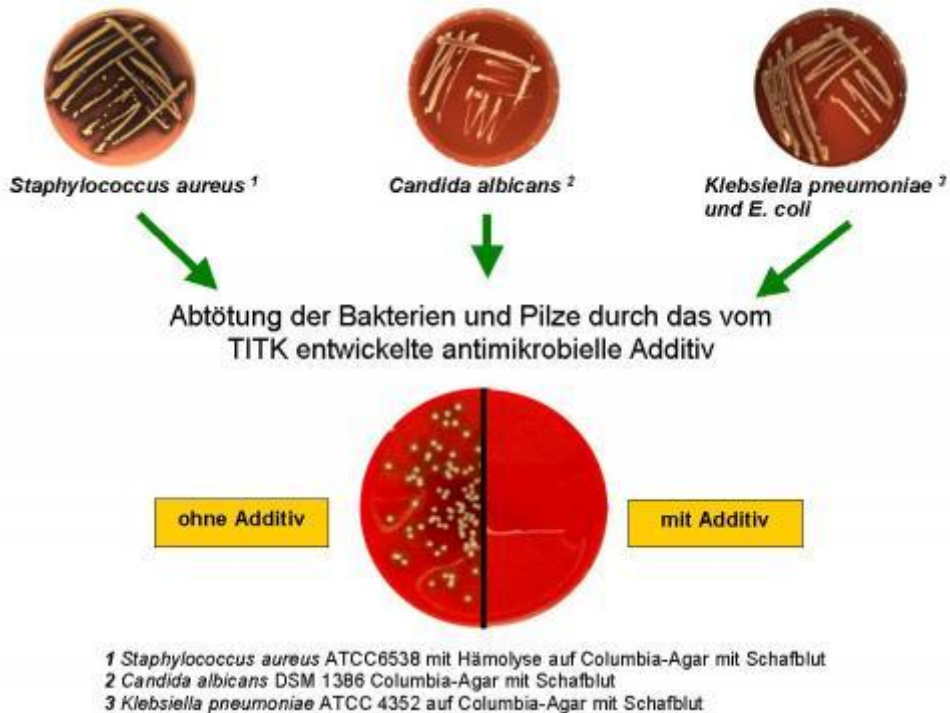 Staphylococcus aureus 1
Candida albicans 2
Klebsiella pneumoniae 3
und E. coli
Abtötung der Bakterien und Pilze durch das vom
TITK entwickelte antimikrobielle Additiv
ohne Additiv
mit Additiv
1 Staphylococcus aureus ATCC6538 mit Hämolyse auf Columbia-Agar mit Schafblut
2 Candida albicans DSM 1386 Columbia-Agar mit Schafblut
3 Klebsiella pneumoniae ATCC 4352 auf Columbia-Agar mit Schafblut